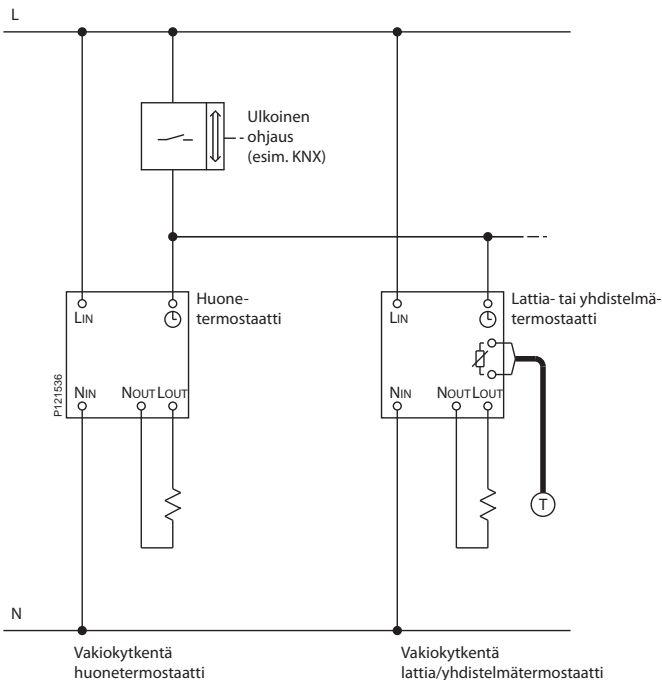 L
Ulkoinen
ohjaus
(esim. KNX)
Huone-
termostaatti
Lattia- tai yhdistelmä-
termostaatti
LIN
LIN
NIN
NOUT LOUT
NIN
NOUT LOUT
P121536
T
N
Vakiokytkentä
huonetermostaatti
Vakiokytkentä
lattia/yhdistelmätermostaatti